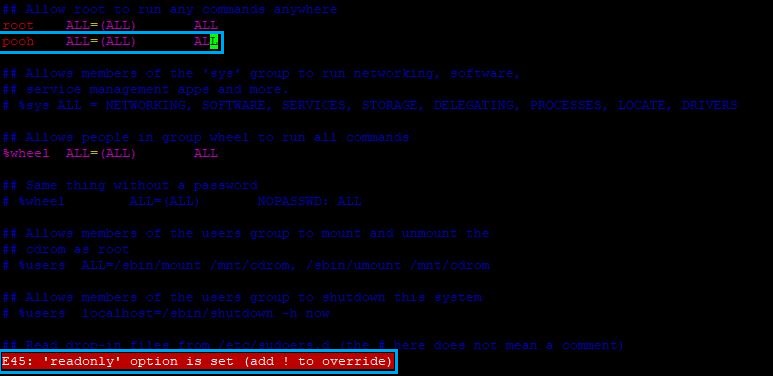 ## Allow root to run any commands anywhere
root ALL=(ALL) ALL
pooh ALL=(ALL) ALL
## Allows members of the 'sys' group to run networking, software,
## service management apps and more.
# %sys ALL = NETWORKING, SOFTWARE, SERVICES, STORAGE, DELEGATING, PROCESSES, LOCATE, DRIVERS
## Allows people in group wheel to run all commands
%wheel ALL=(ALL) ALL
## Same thing without a password
# %wheel ALL=(ALL) NOPASSWD: ALL
## Allows members of the users group to mount and unmount the
## cdrom as root
# %users ALL=/sbin/mount /mnt/cdrom, /sbin/umount /mnt/cdrom
## Allows members of the users group to shutdown this system
# %users localhost=/sbin/shutdown -h now
## Read drop-in files from /etc/sudoers.d (the # here does not mean a comment)
E45: 'readonly' option is set (add ! to override)